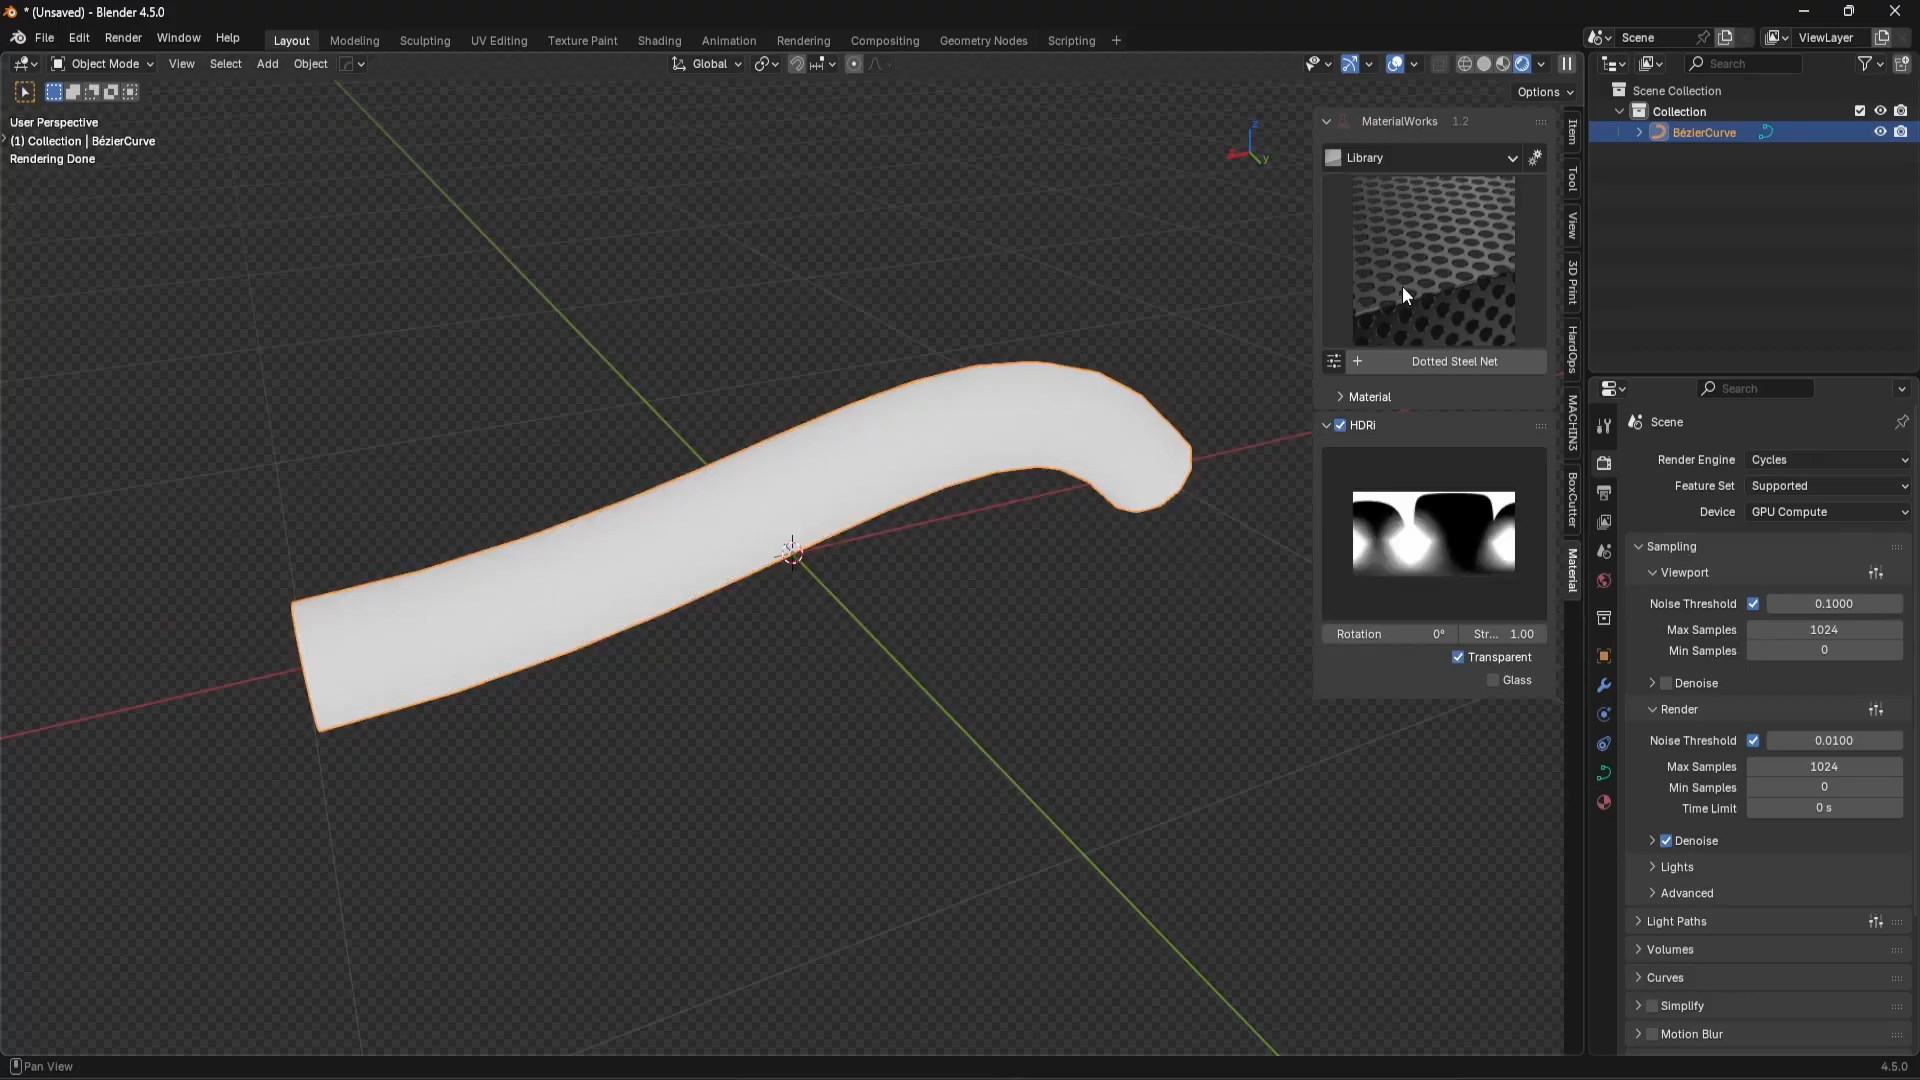 * (Unsaved) - Blender 4.5.0
File Edit Render Window Help
Layout Modeling Sculpting UV Editing Texture Paint Shading Animation Rendering Compositing Geometry Nodes Scripting +
Scene
ViewLayer
Object Mode View Select Add Object
Global
Options
User Perspective
(1) Collection | BézierCurve
Rendering Done
Z
y
MaterialWorks 1.2
Library
Dotted Steel Net
Material
HDRi
Rotation 0° Str... 1.00
Transparent
Glass
Item
Tool
View
3D Print
HardOps
MACHIN3
BoxCutter
Material
Search
Scene Collection
Collection
BézierCurve
Search
Scene
Render Engine Cycles
Feature Set Supported
Device GPU Compute
Sampling
Viewport
Noise Threshold 0.1000
Max Samples 1024
Min Samples 0
Denoise
Render
Noise Threshold 0.0100
Max Samples 1024
Min Samples 0
Time Limit 0 s
Denoise
Lights
Advanced
Light Paths
Volumes
Curves
Simplify
Motion Blur
Pan View
4.5.0